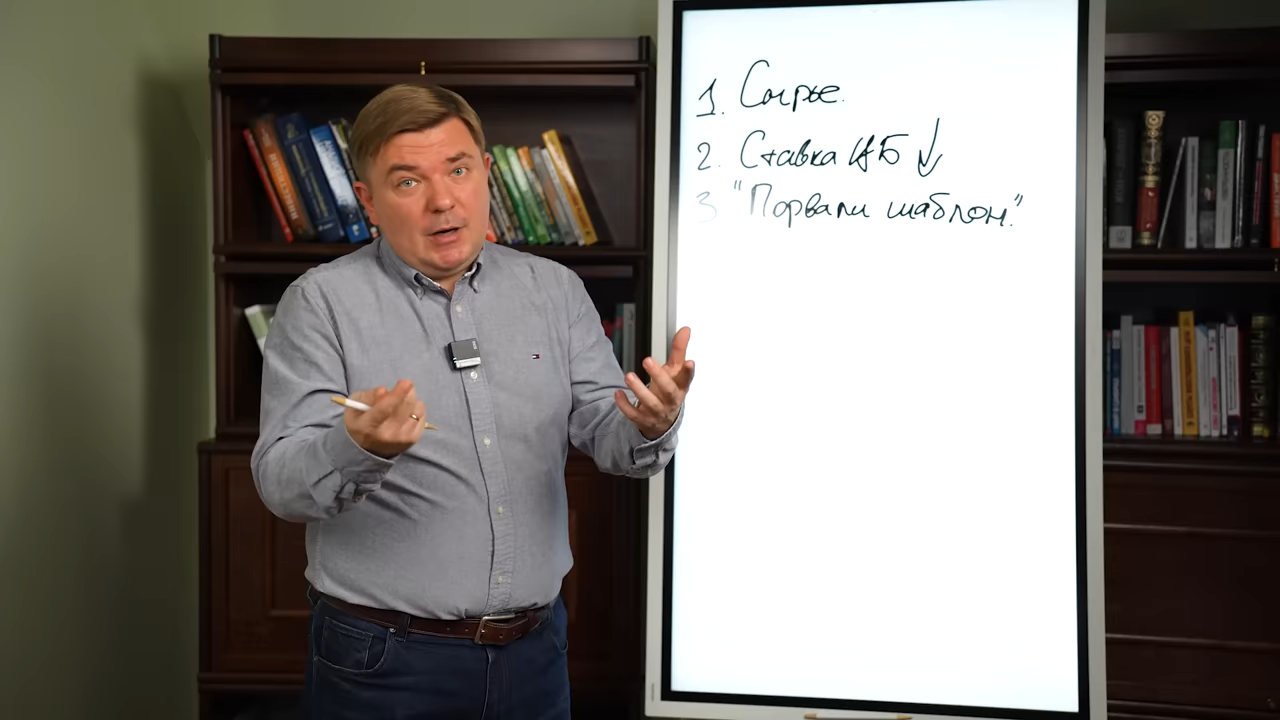 1. Сырье.
2. Ставка ЦБ ↓
3 "Порвали шаблон."